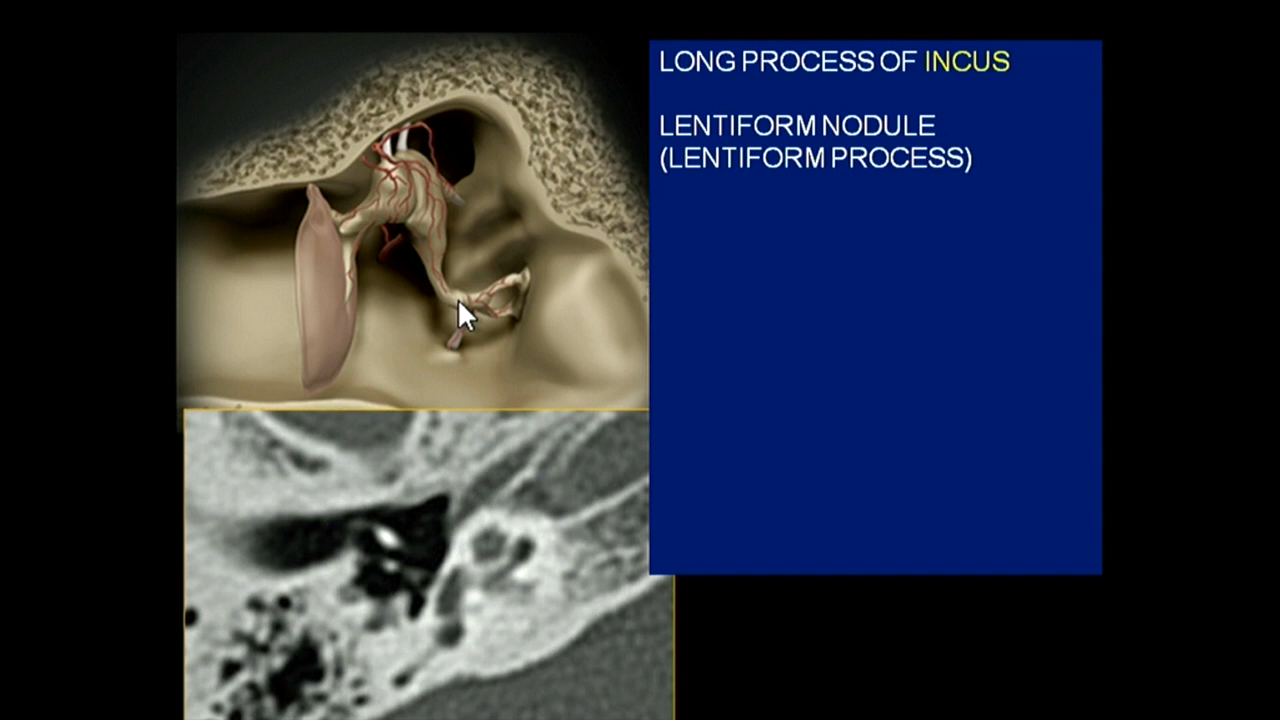 LONG PROCESS OF INCUS
LENTIFORM NODULE
(LENTIFORM PROCESS)